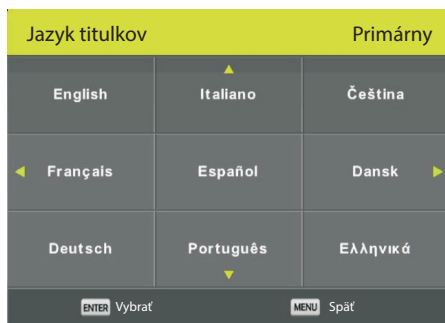 Jazyk titulkov Primárny
English Italiano Čeština
Français Español Dansk
Deutsch Português Ελληνικά
ENTER Vybrať MENU Späť